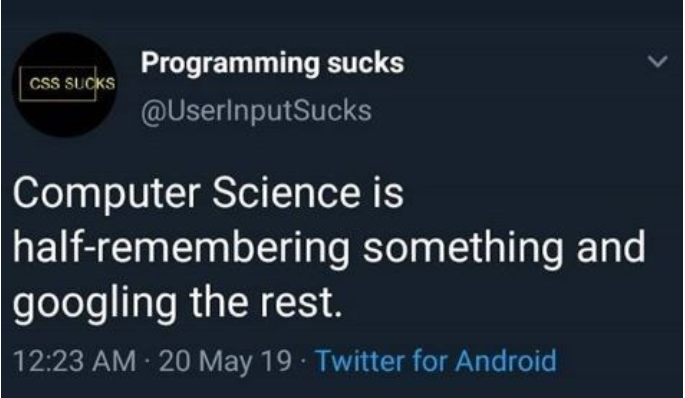 CSS SUCKS
Programming sucks
@UserInputSucks
Computer Science is
half-remembering something and
googling the rest.
12:23 AM · 20 May 19 · Twitter for Android